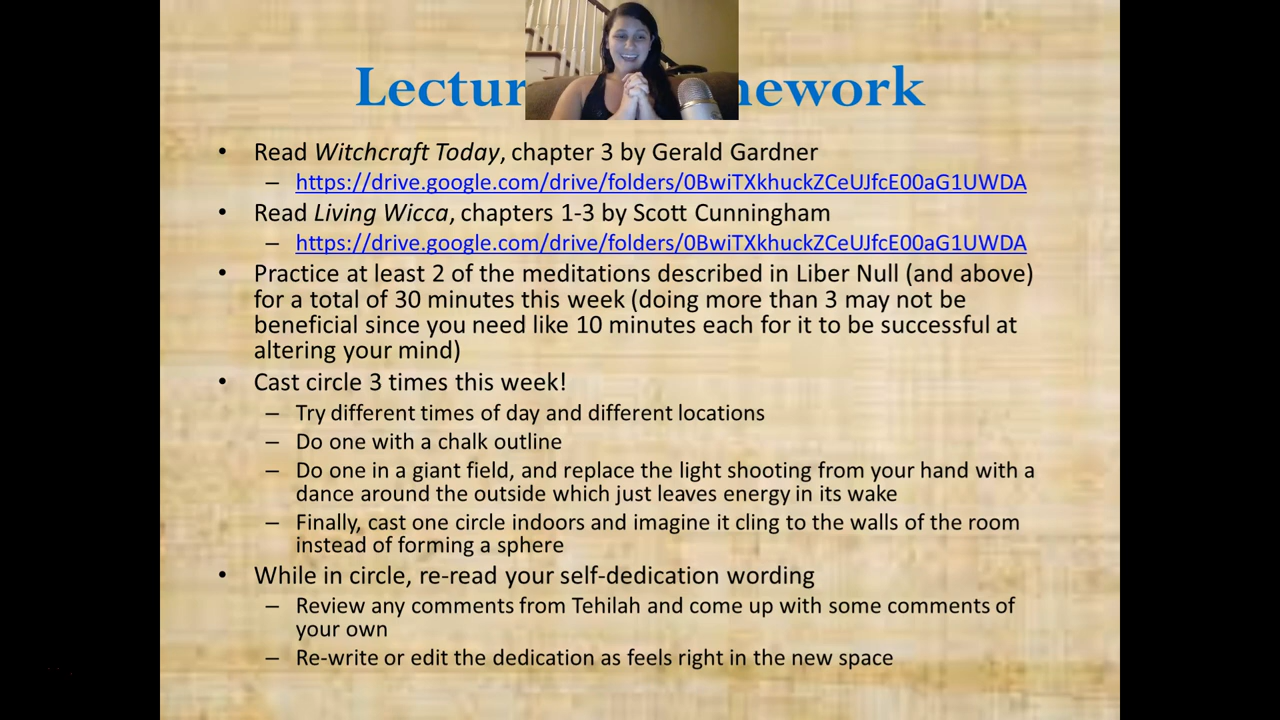 Lectur ework
• Read Witchcraft Today, chapter 3 by Gerald Gardner
– https://drive.google.com/drive/folders/0BwiTXkhuckZCeUJfcE00aG1UWDA
• Read Living Wicca, chapters 1-3 by Scott Cunningham
– https://drive.google.com/drive/folders/0BwiTXkhuckZCeUJfcE00aG1UWDA
• Practice at least 2 of the meditations described in Liber Null (and above)
for a total of 30 minutes this week (doing more than 3 may not be
beneficial since you need like 10 minutes each for it to be successful at
altering your mind)
• Cast circle 3 times this week!
– Try different times of day and different locations
– Do one with a chalk outline
– Do one in a giant field, and replace the light shooting from your hand with a
dance around the outside which just leaves energy in its wake
– Finally, cast one circle indoors and imagine it cling to the walls of the room
instead of forming a sphere
• While in circle, re-read your self-dedication wording
– Review any comments from Tehilah and come up with some comments of
your own
– Re-write or edit the dedication as feels right in the new space